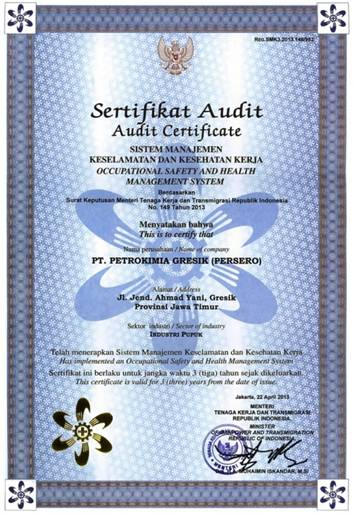 Reg.SMK3.2013.149/952
Sertifikat Audit
Audit Certificate
SISTEM MANAJEMEN
KESELAMATAN DAN KESEHATAN KERJA
OCCUPATIONAL SAFETY AND HEALTH
MANAGEMENT SYSTEM
Berdasarkan
Surat Keputusan Menteri Tenaga Kerja dan Transmigrasi Republik Indonesia
No. 149 Tahun 2013
Menyatakan bahwa
This is to certify that
Nama perusahaan / Name of company
PT. PETROKIMIA GRESIK (PERSERO)
Alamat / Address
Jl. Jend. Ahmad Yani, Gresik
Provinsi Jawa Timur
Sektor industri / Sector of industry
INDUSTRI PUPUK
Telah menerapkan Sistem Manajemen Keselamatan dan Kesehatan Kerja
Has implemented an Occupational Safety and Health Management System
Sertifikat ini berlaku untuk jangka waktu 3 (tiga) tahun sejak dikeluarkan.
This certificate is valid for 3 (three) years from the date of issue.
Jakarta, 22 April 2013
MENTERI
TENAGA KERJA DAN TRANSMIGRASI
REPUBLIK INDONESIA
MINISTER
MANPOWER AND TRANSMIGRATION
REPUBLIC OF INDONESIA
MUHAIMIN ISKANDAR, M.SI